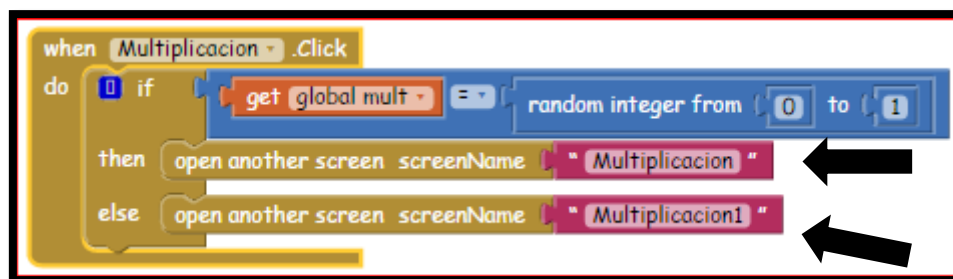 when Multiplicacion .Click
do if get global mult = random integer from 0 to 1
then open another screen screenName " Multiplicacion "
else open another screen screenName " Multiplicacion1 "